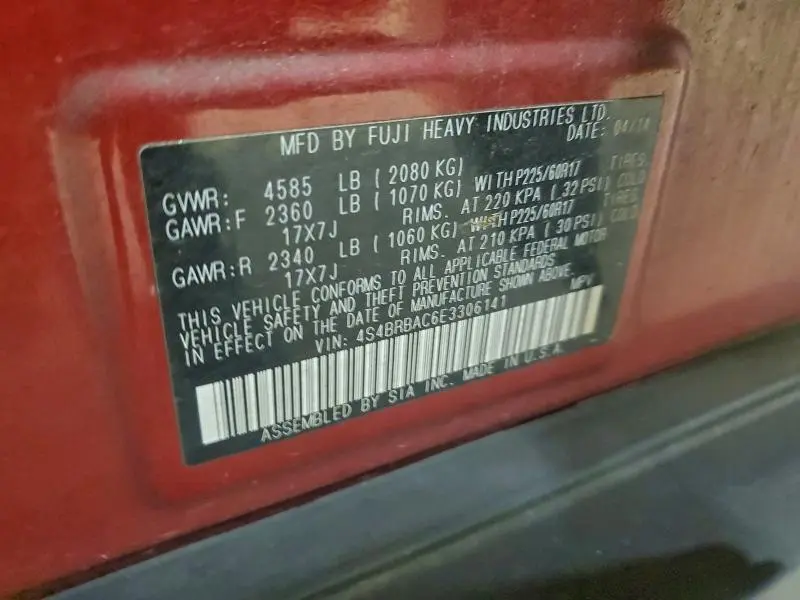 MFD BY FUJI HEAVY INDUSTRIES LTD.
DATE: 04/14
GVWR: 4585 LB ( 2080 KG)
GAWR:F 2360 LB ( 1070 KG) WITH P225/60R17 TIRES,
17X7J RIMS. AT 220 KPA ( 32 PSI) COLD
GAWR:R 2340 LB ( 1060 KG) WITH P225/60R17 TIRES,
17X7J RIMS. AT 210 KPA ( 30 PSI) COLD
THIS VEHICLE CONFORMS TO ALL APPLICABLE FEDERAL MOTOR
VEHICLE SAFETY AND THEFT PREVENTION STANDARDS
IN EFFECT ON THE DATE OF MANUFACTURE SHOWN ABOVE.
VIN: 4S4BRBAC6E3306141 MPV
ASSEMBLED BY SIA INC. MADE IN U.S.A.